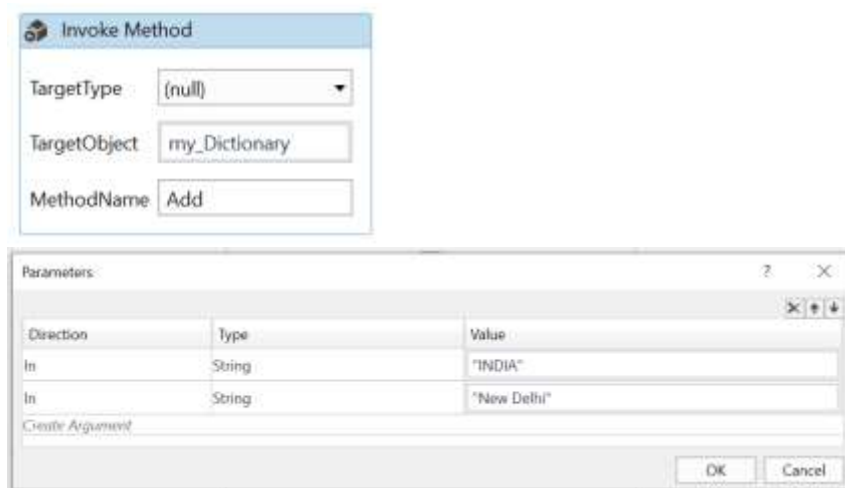 Invoke Method
TargetType (null)
TargetObject my_Dictionary
MethodName Add
Parameters ?
Direction Type Value
In String "INDIA"
In String "New Delhi"
Create Argument
OK Cancel